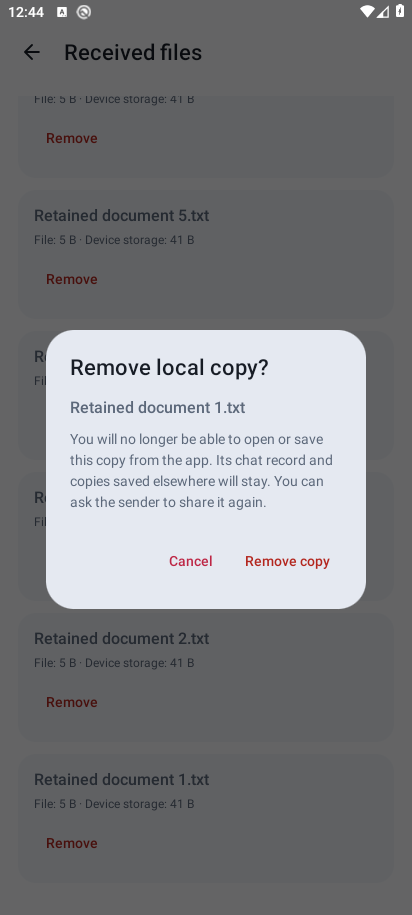 12:44
Received files
File: 5 B · Device storage: 41 B
Remove
Retained document 5.txt
File: 5 B · Device storage: 41 B
Remove
Remove local copy?
Retained document 1.txt
You will no longer be able to open or save
this copy from the app. Its chat record and
copies saved elsewhere will stay. You can
ask the sender to share it again.
Cancel
Remove copy
Retained document 2.txt
File: 5 B · Device storage: 41 B
Remove
Retained document 1.txt
File: 5 B · Device storage: 41 B
Remove